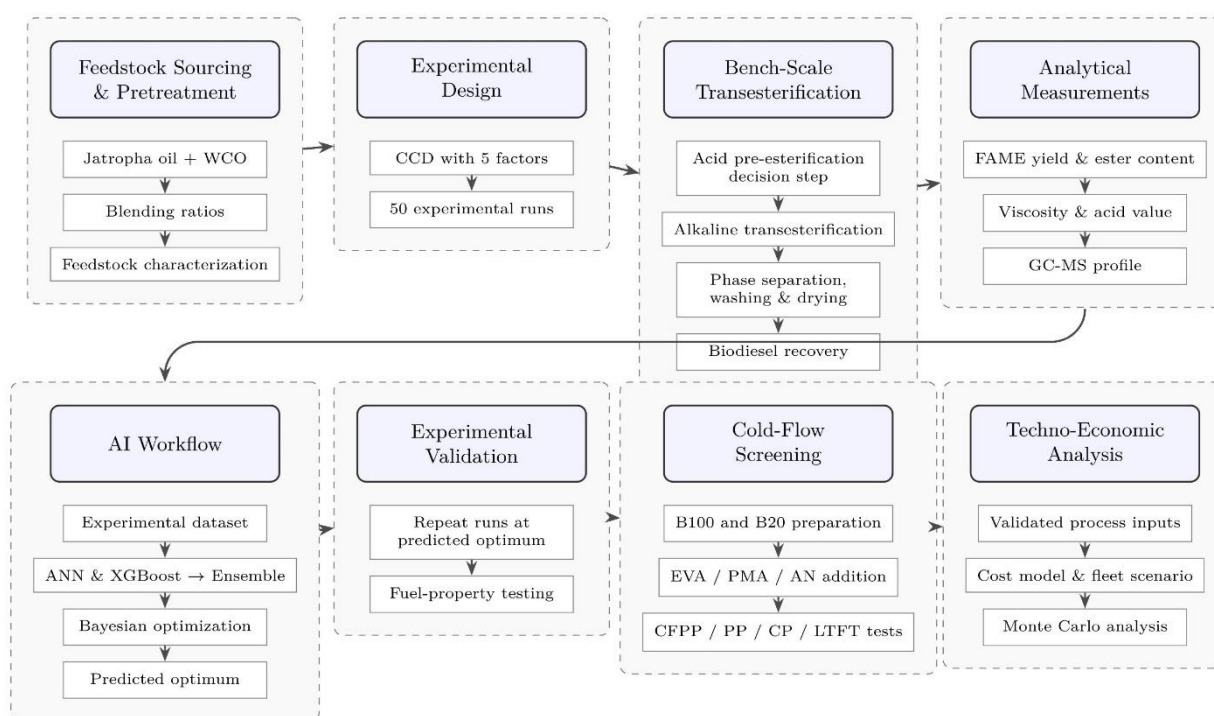 Feedstock Sourcing
& Pretreatment
Jatropha oil + WCO
Blending ratios
Feedstock characterization
Experimental
Design
CCD with 5 factors
50 experimental runs
Bench-Scale
Transesterification
Acid pre-esterification
decision step
Alkaline transesterification
Phase separation,
washing & drying
Biodiesel recovery
Analytical
Measurements
FAME yield & ester content
Viscosity & acid value
GC-MS profile
AI Workflow
Experimental dataset
ANN & XGBoost → Ensemble
Bayesian optimization
Predicted optimum
Experimental
Validation
Repeat runs at
predicted optimum
Fuel-property testing
Cold-Flow
Screening
B100 and B20 preparation
EVA / PMA / AN addition
CFPP / PP / CP / LTFT tests
Techno-Economic
Analysis
Validated process inputs
Cost model & fleet scenario
Monte Carlo analysis